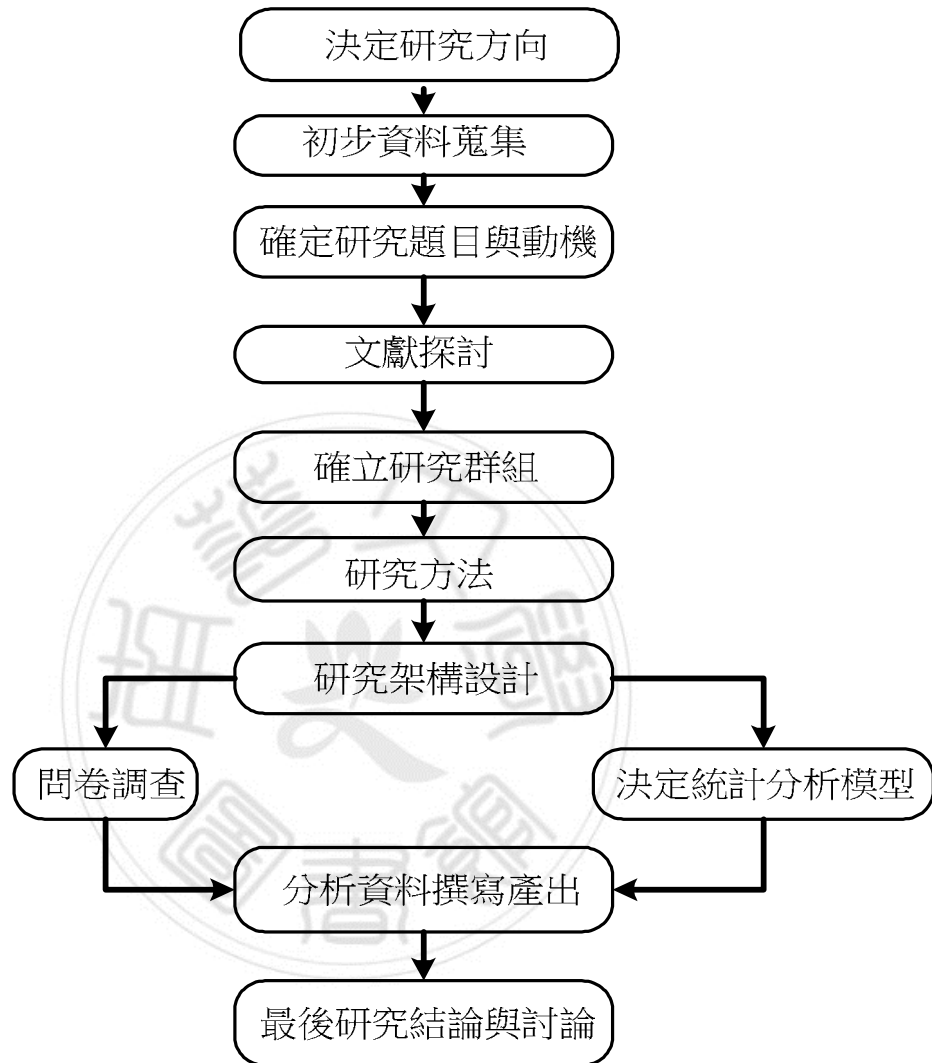 決定研究方向
初步資料蒐集
確定研究題目與動機
文獻探討
確立研究群組
研究方法
研究架構設計
問卷調查
決定統計分析模型
分析資料撰寫產出
最後研究結論與討論